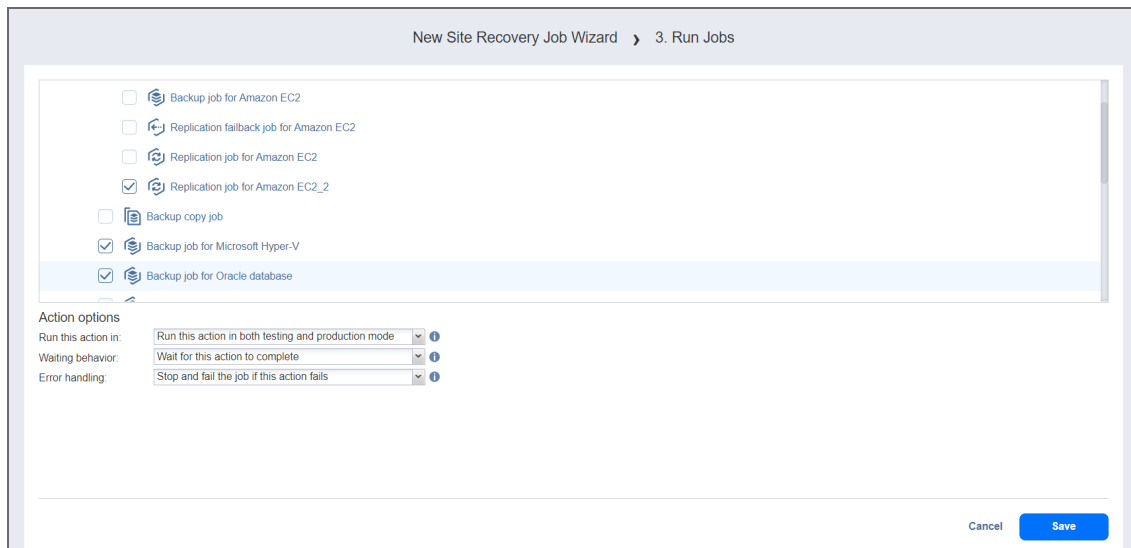 New Site Recovery Job Wizard › 3. Run Jobs
Backup job for Amazon EC2
Replication failback job for Amazon EC2
Replication job for Amazon EC2
Replication job for Amazon EC2_2
Backup copy job
Backup job for Microsoft Hyper-V
Backup job for Oracle database
Action options
Run this action in: Run this action in both testing and production mode
Waiting behavior: Wait for this action to complete
Error handling: Stop and fail the job if this action fails
Cancel Save